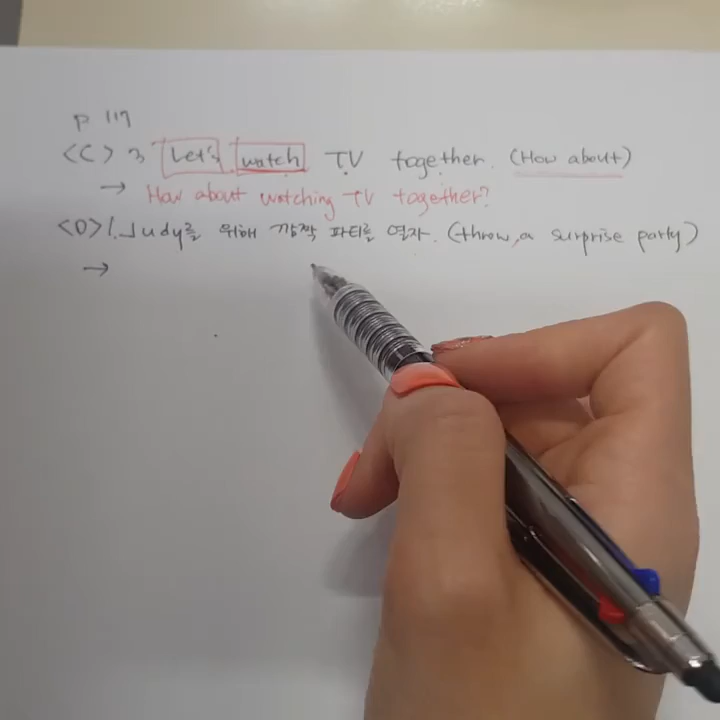 P 117
<C> 3 Let's watch TV together. (How about)
→ How about watching TV together?
<D> 1. Judy를 위해 깜짝 파티를 열자. (throw, a surprise party)
→